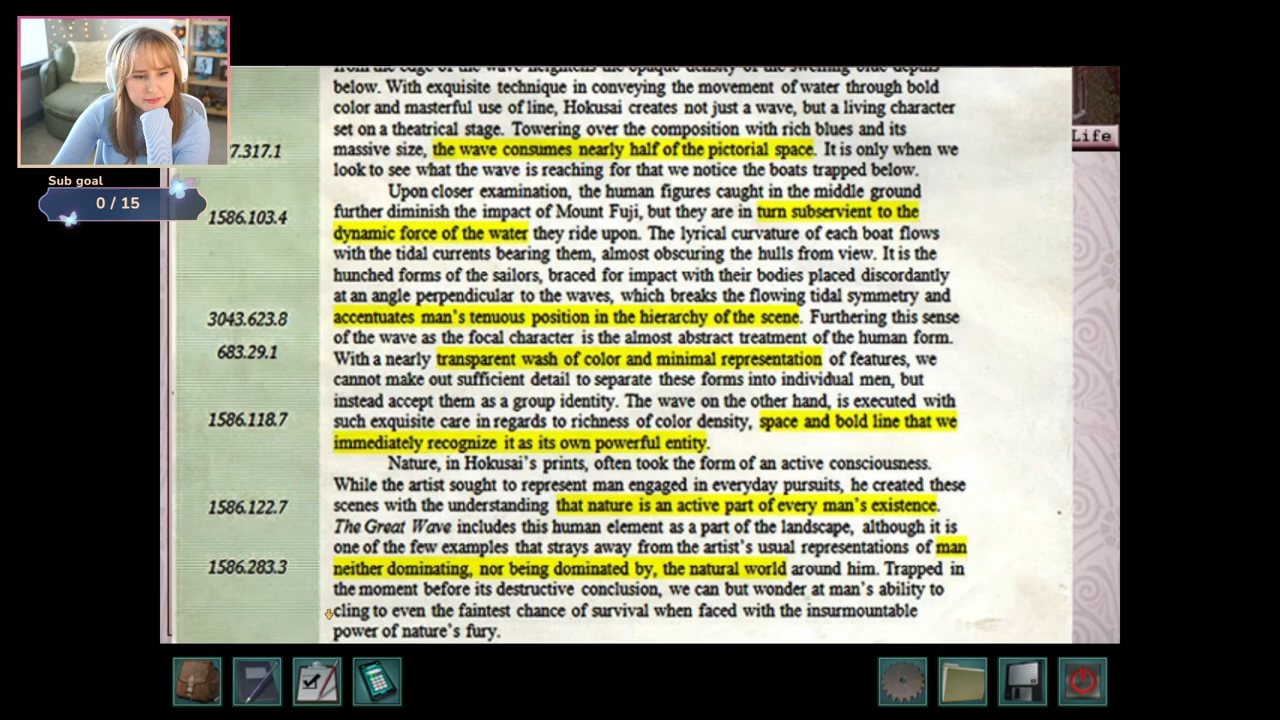 from the edge of the wave heightens the opaque density of the swelling blue depths
below. With exquisite technique in conveying the movement of water through bold
color and masterful use of line, Hokusai creates not just a wave, but a living character
set on a theatrical stage. Towering over the composition with rich blues and its
massive size, the wave consumes nearly half of the pictorial space. It is only when we
look to see what the wave is reaching for that we notice the boats trapped below.
Upon closer examination, the human figures caught in the middle ground
further diminish the impact of Mount Fuji, but they are in turn subservient to the
dynamic force of the water they ride upon. The lyrical curvature of each boat flows
with the tidal currents bearing them, almost obscuring the hulls from view. It is the
hunched forms of the sailors, braced for impact with their bodies placed discordantly
at an angle perpendicular to the waves, which breaks the flowing tidal symmetry and
accentuates man's tenuous position in the hierarchy of the scene. Furthering this sense
of the wave as the focal character is the almost abstract treatment of the human form.
With a nearly transparent wash of color and minimal representation of features, we
cannot make out sufficient detail to separate these forms into individual men, but
instead accept them as a group identity. The wave on the other hand, is executed with
such exquisite care in regards to richness of color density, space and bold line that we
immediately recognize it as its own powerful entity.
Nature, in Hokusai's prints, often took the form of an active consciousness.
While the artist sought to represent man engaged in everyday pursuits, he created these
scenes with the understanding that nature is an active part of every man's existence.
The Great Wave includes this human element as a part of the landscape, although it is
one of the few examples that strays away from the artist's usual representations of man
neither dominating, nor being dominated by, the natural world around him. Trapped in
the moment before its destructive conclusion, we can but wonder at man's ability to
cling to even the faintest chance of survival when faced with the insurmountable
power of nature's fury.
7.317.1
1586.103.4
3043.623.8
683.29.1
1586.118.7
1586.122.7
1586.283.3
Life
Sub goal
0 / 15